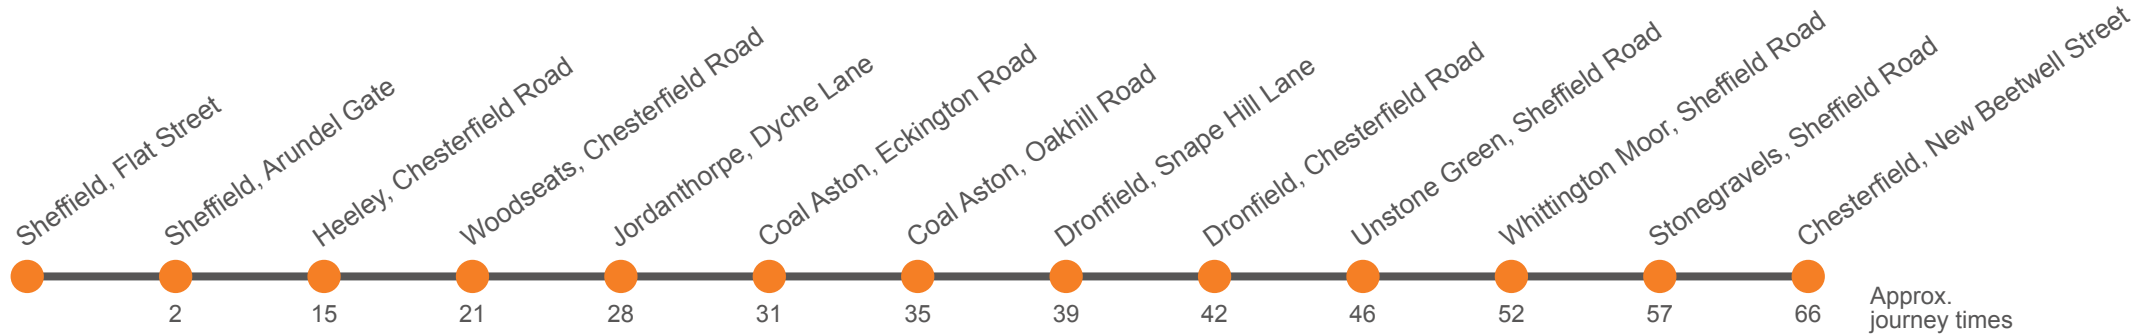 Sheffield, Flat Street
Sheffield, Arundel Gate
Heeley, Chesterfield Road
Woodseats, Chesterfield Road
Jordanthorpe, Dyche Lane
Coal Aston, Eckington Road
Coal Aston, Oakhill Road
Dronfield, Snape Hill Lane
Dronfield, Chesterfield Road
Unstone Green, Sheffield Road
Whittington Moor, Sheffield Road
Stonegravels, Sheffield Road
Chesterfield, New Beetwell Street
2 15 21 28 31 35 39 42 46 52 57 66
Approx.
journey times